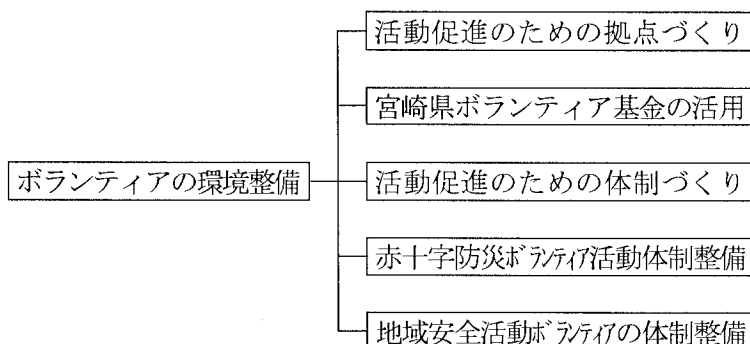 活動促進のための拠点づくり
宮崎県ボランティア基金の活用
ボランティアの環境整備
活動促進のための体制づくり
赤十字防災ボランティア活動体制整備
地域安全活動ボランティアの体制整備